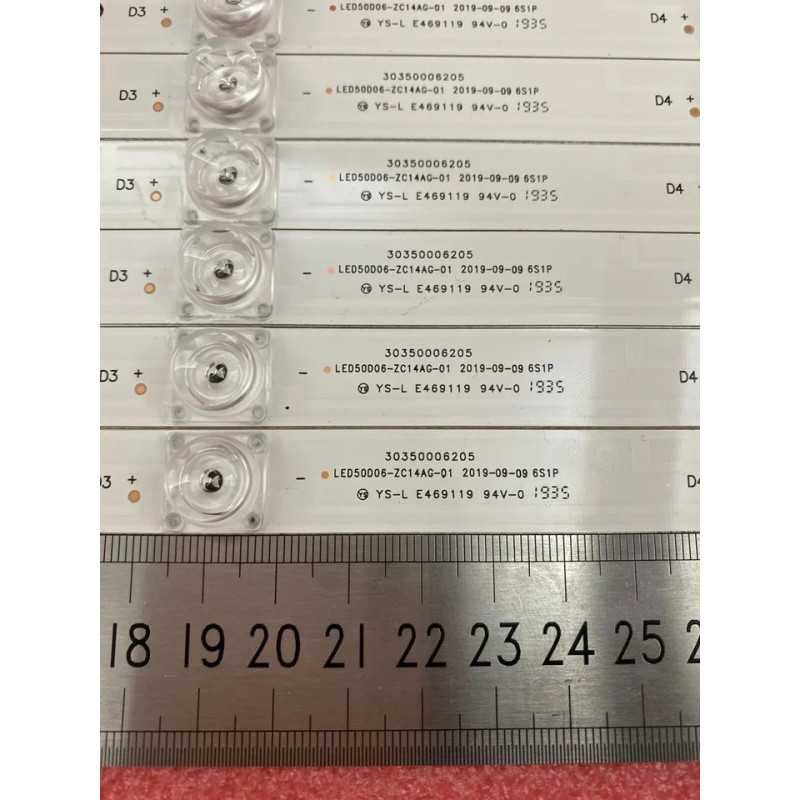 D3 + - LED50D06-ZC14AG-01 2019-09-09 6S1P D4 +
YS-L E469119 94V-0 1935
30350006205
D3 + - LED50D06-ZC14AG-01 2019-09-09 6S1P D4 +
YS-L E469119 94V-0 1935
30350006205
D3 + - LED50D06-ZC14AG-01 2019-09-09 6S1P D4 +
YS-L E469119 94V-0 1935
30350006205
D3 + - LED50D06-ZC14AG-01 2019-09-09 6S1P D4
YS-L E469119 94V-0 1935
30350006205
D3 + - LED50D06-ZC14AG-01 2019-09-09 6S1P D4
YS-L E469119 94V-0 1935
30350006205
3 + - LED50D06-ZC14AG-01 2019-09-09 6S1P D4
YS-L E469119 94V-0 1935
18 19 20 21 22 23 24 25 2